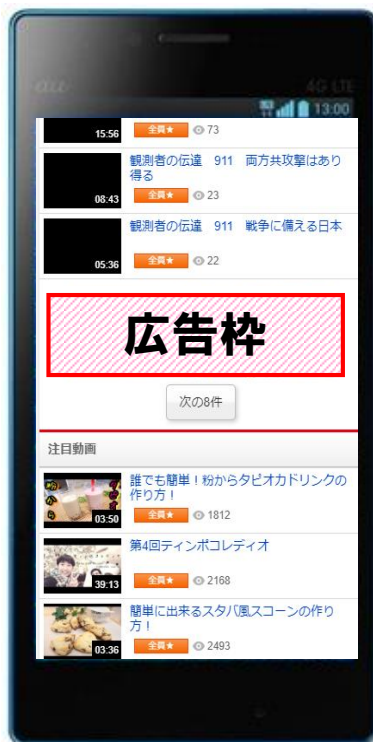 au
4G LTE
13:00
15:56
全員★
73
観測者の伝達 911 両方共攻撃はあり
得る
08:43
全員★
23
観測者の伝達 911 戦争に備える日本
05:36
全員★
22
広告枠
次の8件
注目動画
誰でも簡単！粉からタピオカドリンクの
作り方！
03:50
全員★
1812
第4回ティンポコレディオ
39:13
全員★
2168
簡単に出来るスタバ風スコーンの作り
方！
03:36
全員★
2493